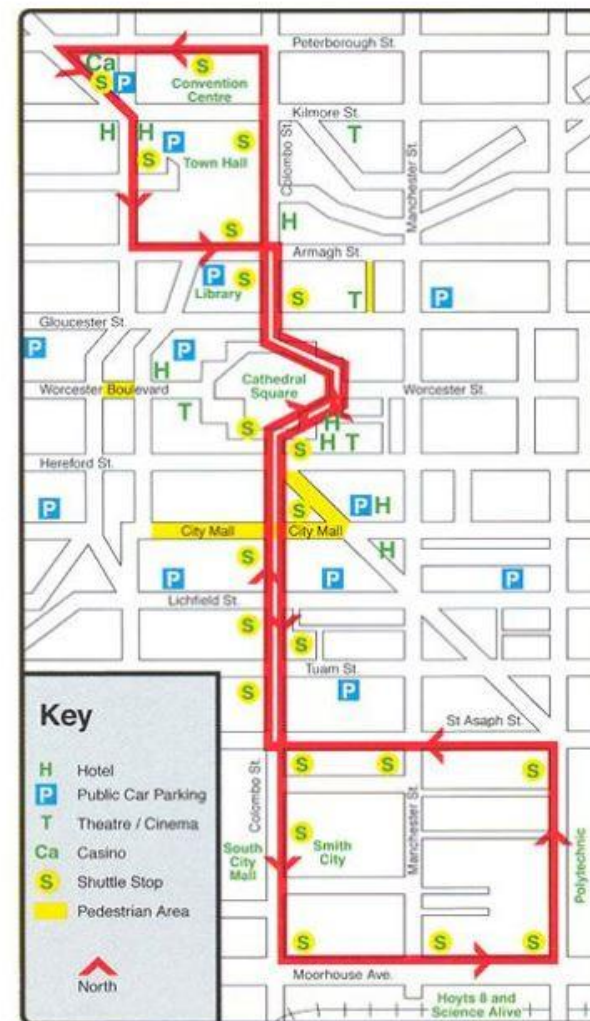 Peterborough St.
Ca
S
S
P
Convention
Centre
Kilmore St.
H
H
P
S
T
S
Town Hall
Colombo St.
Manchester St.
S
H
Armagh St.
P
S
Library
S
T
P
Gloucester St.
P
P
H
Cathedral
Square
Worcester Boulevard
Worcester St.
T
S
H
H
T
S
Hereford St.
P
S
P
H
City Mall
City Mall
S
H
P
P
P
Lichfield St.
S
S
Tuam St.
S
P
St Asaph St.
S
S
S
Colombo St.
Manchester St.
South
City
Mall
S
Smith
City
Polytechnic
S
S
S
Moorhouse Ave.
Hoyts 8 and
Science Alive
Key
H Hotel
P Public Car Parking
T Theatre / Cinema
Ca Casino
S Shuttle Stop
Pedestrian Area
North